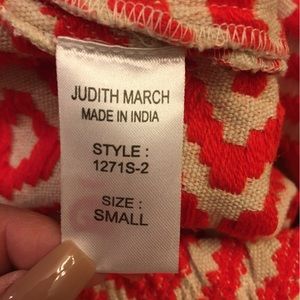 JUDITH MARCH
MADE IN INDIA
STYLE :
1271S-2
SIZE :
SMALL